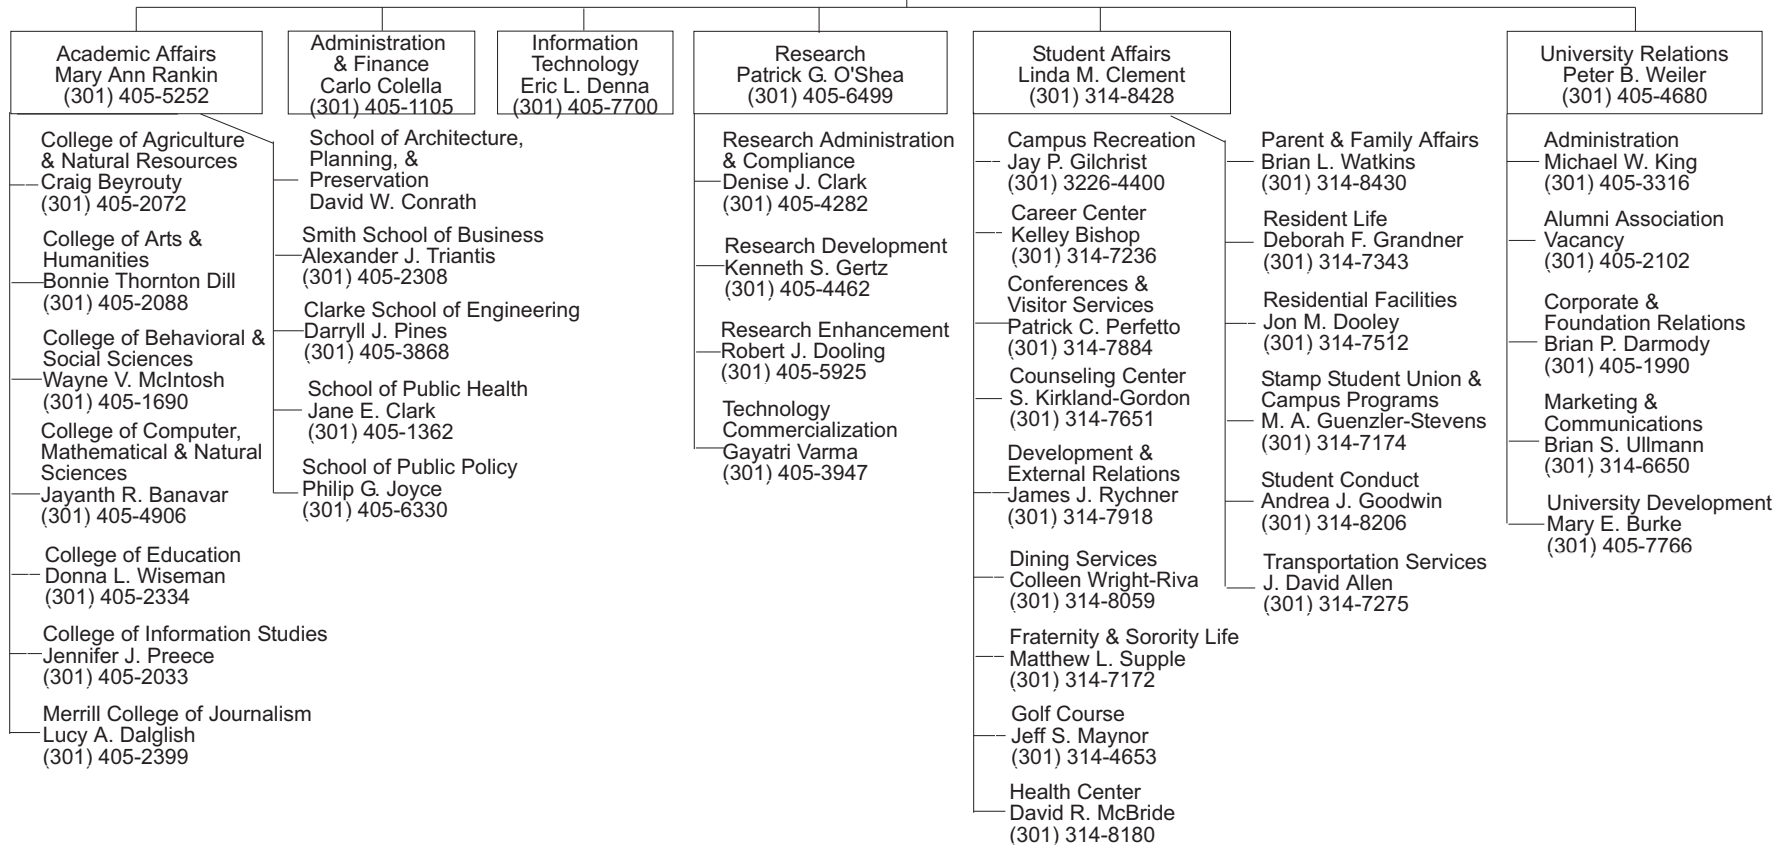 Academic Affairs
Mary Ann Rankin
(301) 405-5252
Administration
& Finance
Carlo Colella
(301) 405-1105
Information
Technology
Eric L. Denna
(301) 405-7700
Research
Patrick G. O'Shea
(301) 405-6499
Student Affairs
Linda M. Clement
(301) 314-8428
University Relations
Peter B. Weiler
(301) 405-4680
College of Agriculture
& Natural Resources
Craig Beyrouty
(301) 405-2072
College of Arts &
Humanities
Bonnie Thornton Dill
(301) 405-2088
College of Behavioral &
Social Sciences
Wayne V. McIntosh
(301) 405-1690
College of Computer,
Mathematical & Natural
Sciences
Jayanth R. Banavar
(301) 405-4906
College of Education
Donna L. Wiseman
(301) 405-2334
College of Information Studies
Jennifer J. Preece
(301) 405-2033
Merrill College of Journalism
Lucy A. Dalglish
(301) 405-2399
School of Architecture,
Planning, &
Preservation
David W. Conrath
Smith School of Business
Alexander J. Triantis
(301) 405-2308
Clarke School of Engineering
Darryll J. Pines
(301) 405-3868
School of Public Health
Jane E. Clark
(301) 405-1362
School of Public Policy
Philip G. Joyce
(301) 405-6330
Research Administration
& Compliance
Denise J. Clark
(301) 405-4282
Research Development
Kenneth S. Gertz
(301) 405-4462
Research Enhancement
Robert J. Dooling
(301) 405-5925
Technology
Commercialization
Gayatri Varma
(301) 405-3947
Campus Recreation
Jay P. Gilchrist
(301) 3226-4400
Career Center
Kelley Bishop
(301) 314-7236
Conferences &
Visitor Services
Patrick C. Perfetto
(301) 314-7884
Counseling Center
S. Kirkland-Gordon
(301) 314-7651
Development &
External Relations
James J. Rychner
(301) 314-7918
Dining Services
Colleen Wright-Riva
(301) 314-8059
Fraternity & Sorority Life
Matthew L. Supple
(301) 314-7172
Golf Course
Jeff S. Maynor
(301) 314-4653
Health Center
David R. McBride
(301) 314-8180
Parent & Family Affairs
Brian L. Watkins
(301) 314-8430
Resident Life
Deborah F. Grandner
(301) 314-7343
Residential Facilities
Jon M. Dooley
(301) 314-7512
Stamp Student Union &
Campus Programs
M. A. Guenzler-Stevens
(301) 314-7174
Student Conduct
Andrea J. Goodwin
(301) 314-8206
Transportation Services
J. David Allen
(301) 314-7275
Administration
Michael W. King
(301) 405-3316
Alumni Association
Vacancy
(301) 405-2102
Corporate &
Foundation Relations
Brian P. Darmody
(301) 405-1990
Marketing &
Communications
Brian S. Ullmann
(301) 314-6650
University Development
Mary E. Burke
(301) 405-7766